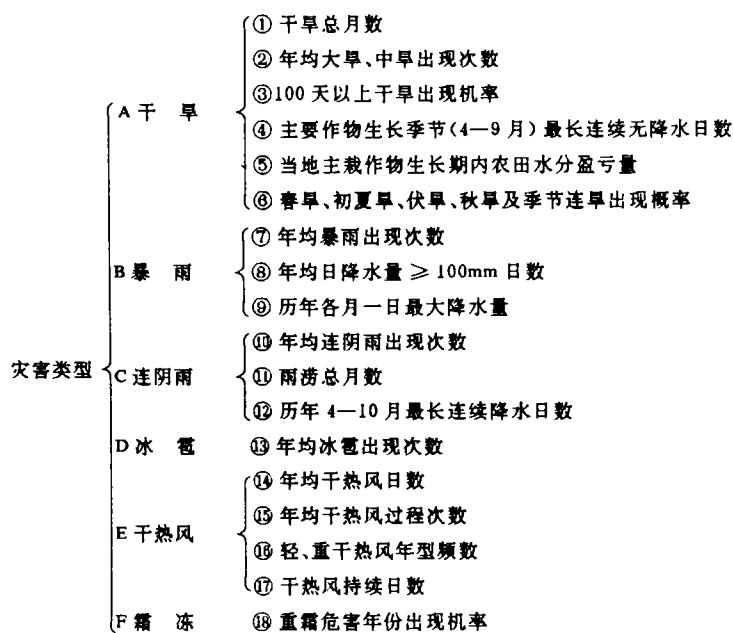 ① 干旱总月数
② 年均大旱、中旱出现次数
③100 天以上干旱出现机率
A 干 旱
④ 主要作物生长季节(4—9 月) 最长连续无降水日数
⑤ 当地主栽作物生长期内农田水分盈亏量
⑥ 春旱、初夏旱、伏旱、秋旱及季节连旱出现概率
⑦ 年均暴雨出现次数
B 暴 雨
⑧ 年均日降水量 ≥ 100mm 日数
⑨ 历年各月一日最大降水量
⑩ 年均连阴雨出现次数
灾害类型
C 连阴雨
⑪ 雨涝总月数
⑫ 历年 4—10 月最长连续降水日数
D 冰 雹
⑬ 年均冰雹出现次数
⑭ 年均干热风日数
⑮ 年均干热风过程次数
E 干热风
⑯ 轻、重干热风年型频数
⑰ 干热风持续日数
F 霜 冻
⑱ 重霜危害年份出现机率